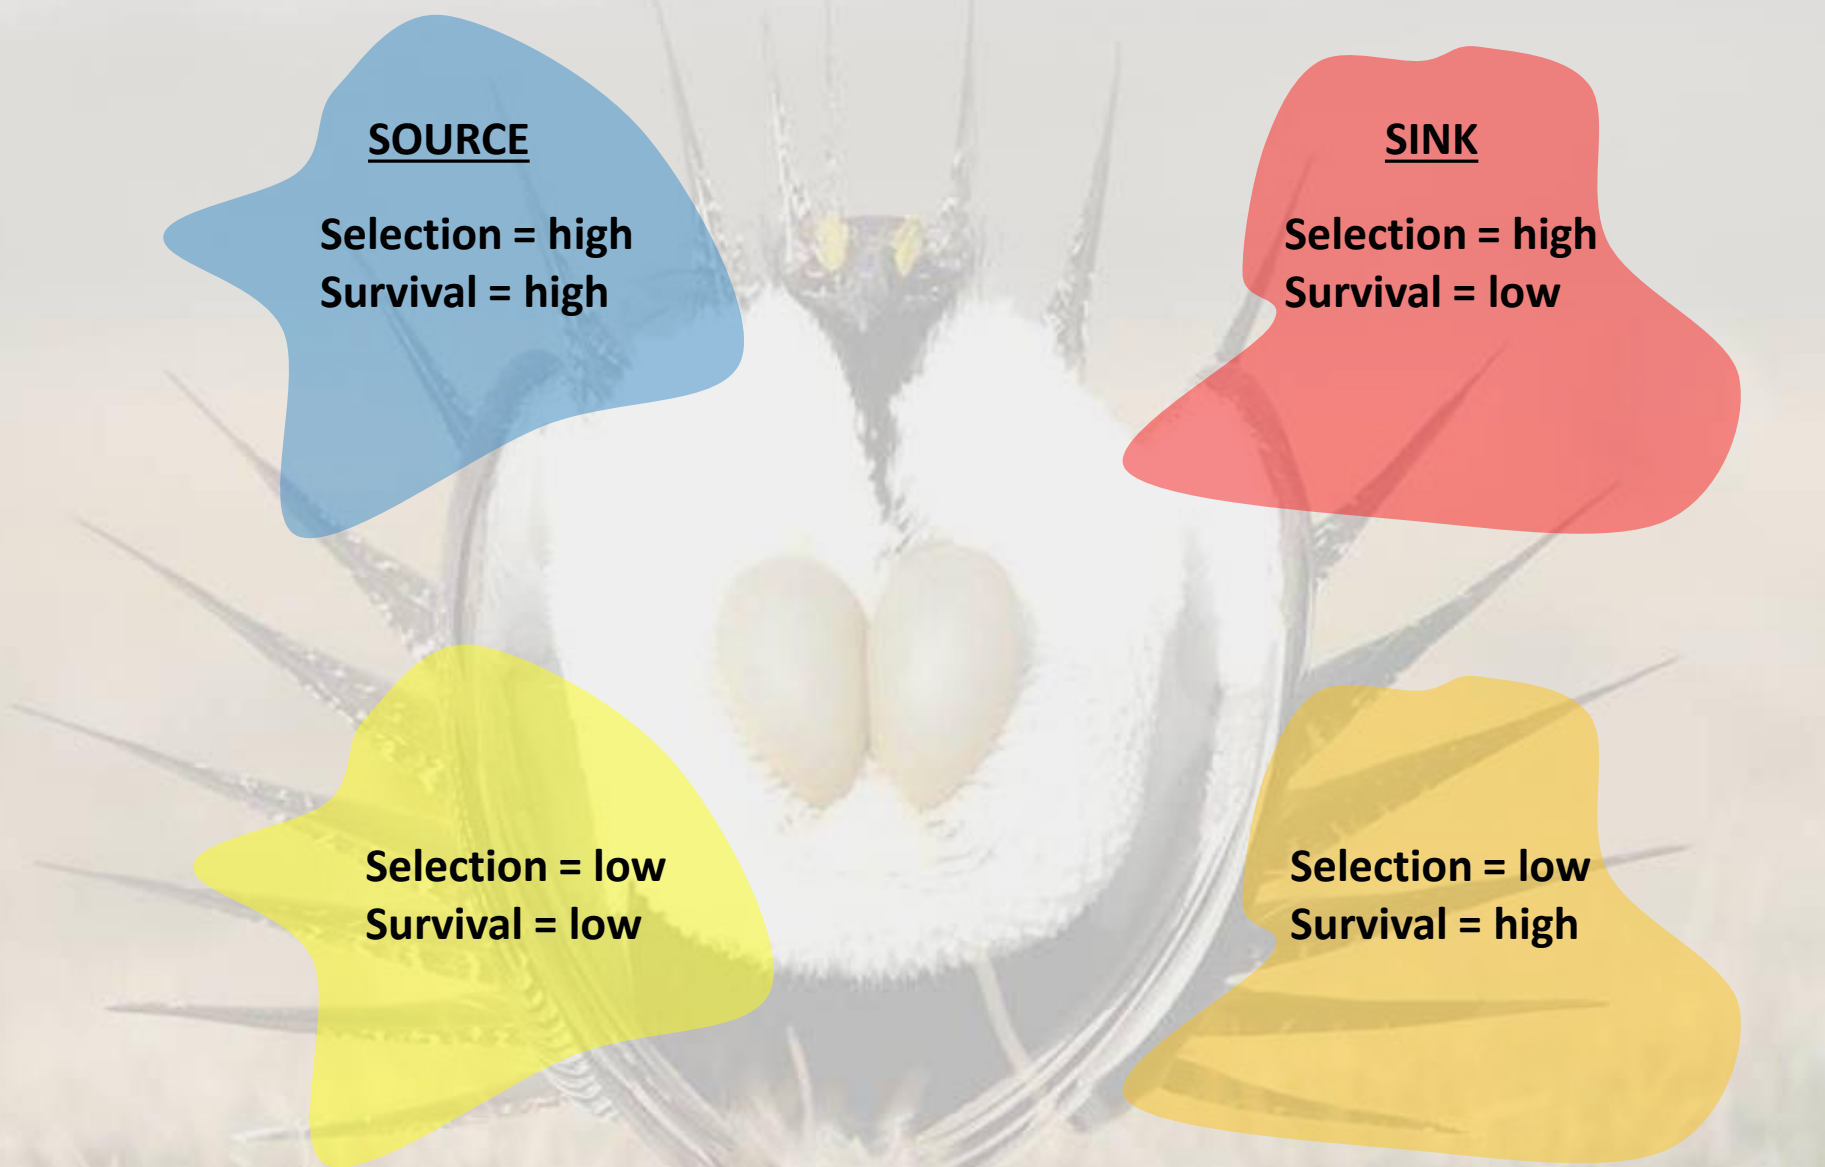 SOURCE
Selection = high
Survival = high
SINK
Selection = high
Survival = low
Selection = low
Survival = low
Selection = low
Survival = high